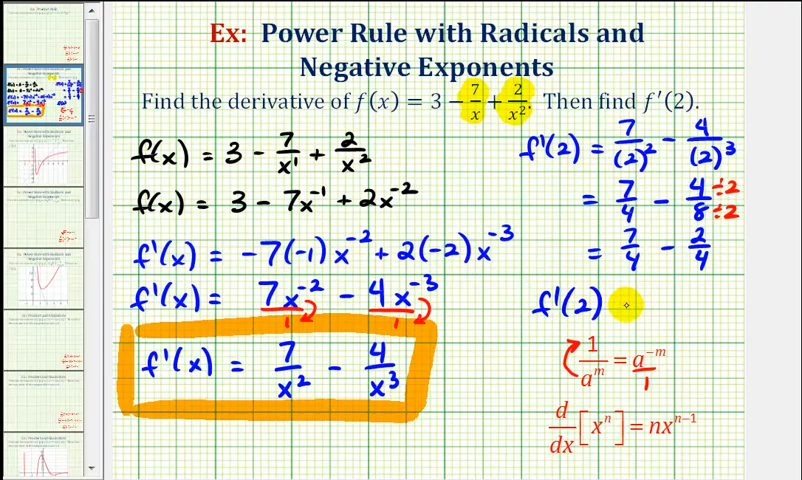 Ex: Power Rule with Radicals and
Negative Exponents
Find the derivative of f(x) = 3 − 7/x + 2/x². Then find f′(2).
f(x) = 3 − 7/x¹ + 2/x²
f(x) = 3 − 7x⁻¹ + 2x⁻²
f'(x) = −7(−1)x⁻² + 2(−2)x⁻³
f'(x) = 7x⁻²/1 − 4x⁻³/1
f'(x) = 7/x² − 4/x³
f'(2) = 7/(2)² − 4/(2)³
= 7/4 − 4/8 ÷2 ÷2
= 7/4 − 2/4
f'(2)
1/aᵐ = a⁻ᵐ/1
d/dx [xⁿ] = nxⁿ⁻¹